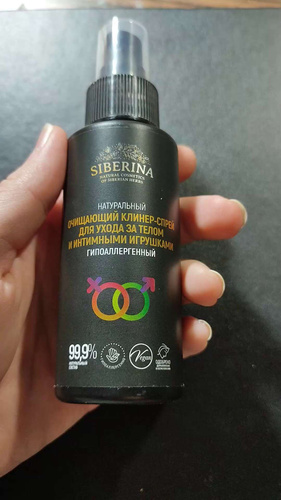 SIBERINA
NATURAL COSMETICS
OF SIBERIAN HERBS
НАТУРАЛЬНЫЙ
ОЧИЩАЮЩИЙ КЛИНЕР-СПРЕЙ
ДЛЯ УХОДА ЗА ТЕЛОМ
И ИНТИМНЫМИ ИГРУШКАМИ
ГИПОАЛЛЕРГЕННЫЙ
99,9%
Vegan